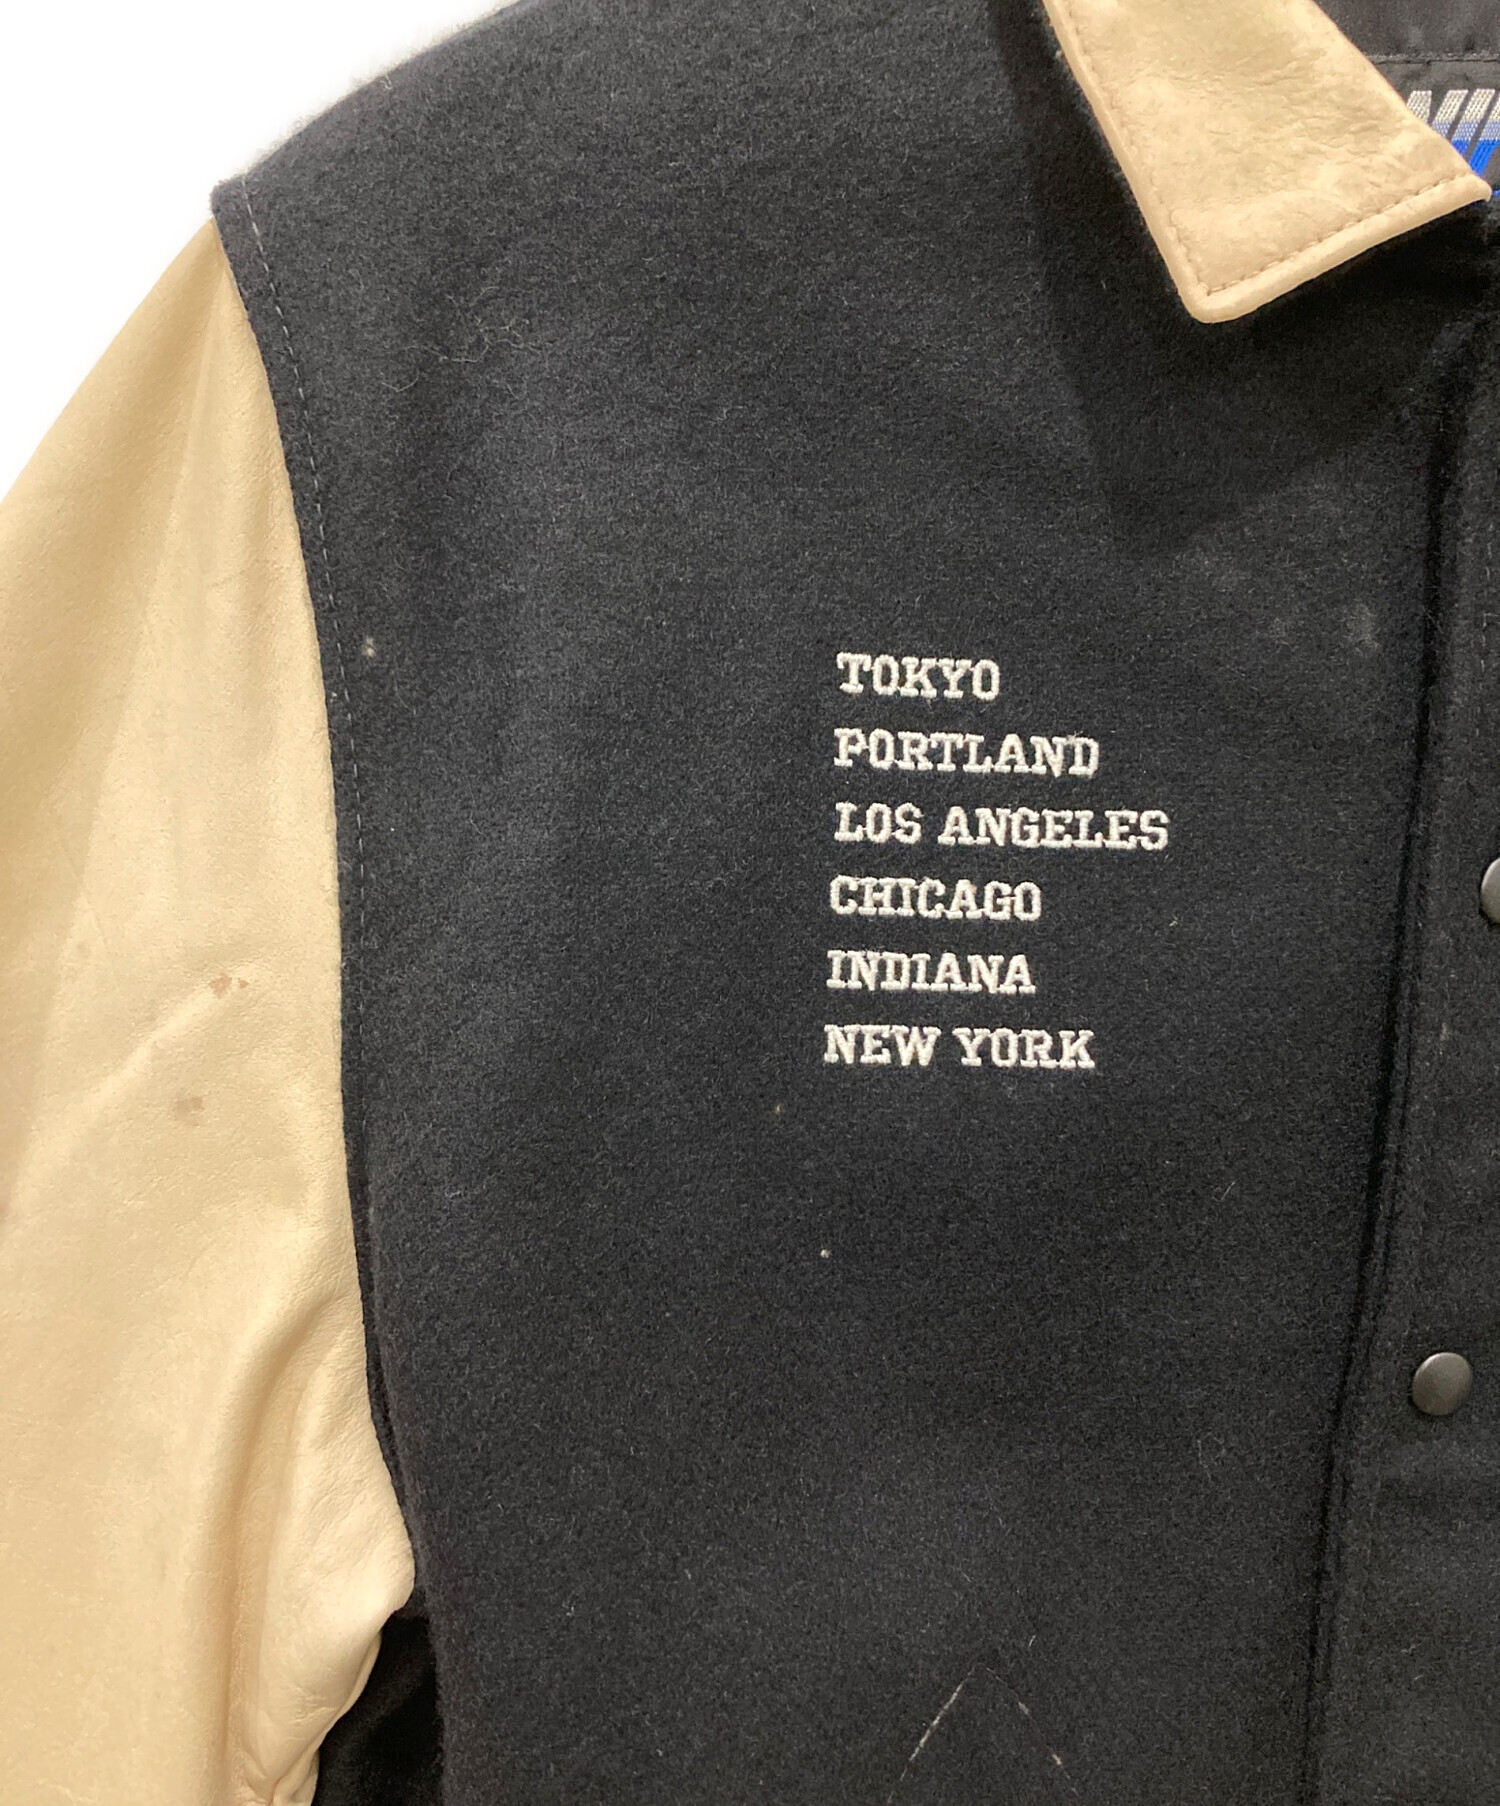 TOKYO
PORTLAND
LOS ANGELES
CHICAGO
INDIANA
NEW YORK